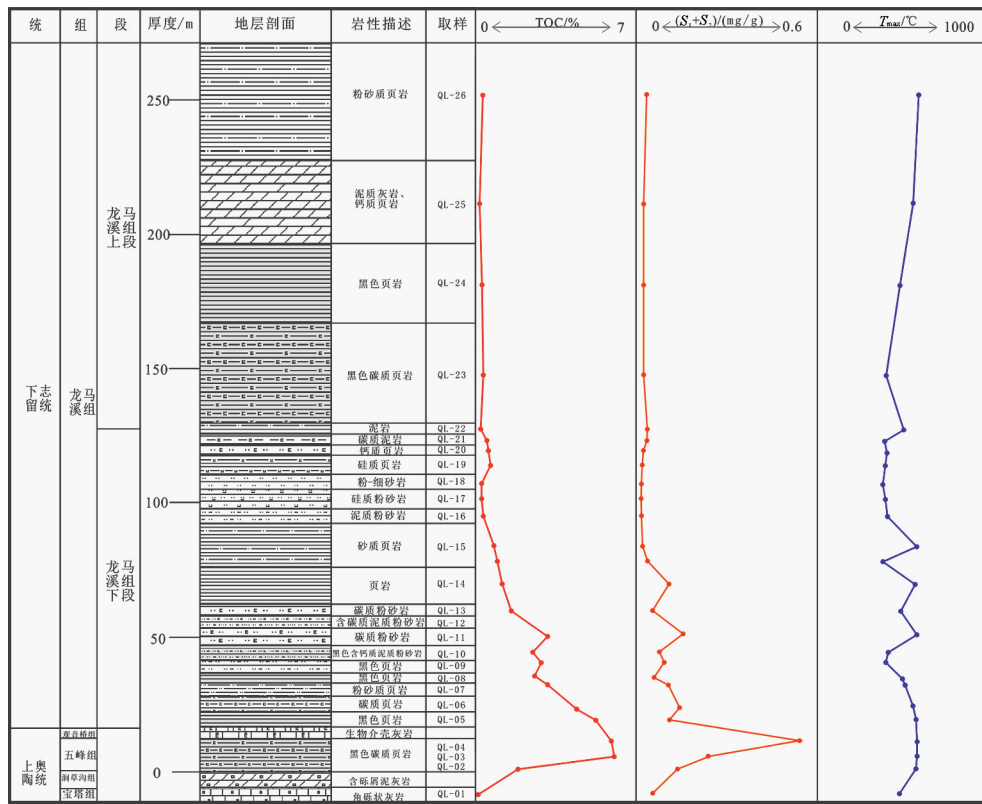 统 组 段 厚度/m 地层剖面 岩性描述 取样 TOC/% (S₁+S₂)/(mg/g) Tmax/℃
0 7 0 0.6 0 1000
下志留统
龙马溪组
龙马溪组上段
龙马溪组下段
上奥陶统
观音桥组
五峰组
涧草沟组
宝塔组
250
200
150
100
50
0
粉砂质页岩 QL-26
泥质灰岩、
钙质页岩 QL-25
黑色页岩 QL-24
黑色碳质页岩 QL-23
泥岩 QL-22
碳质泥岩 QL-21
钙质页岩 QL-20
硅质页岩 QL-19
粉-细砂岩 QL-18
硅质粉砂岩 QL-17
泥质粉砂岩 QL-16
砂质页岩 QL-15
页岩 QL-14
碳质粉砂岩 QL-13
含碳质泥质粉砂岩 QL-12
碳质粉砂岩 QL-11
黑色含钙质泥质粉砂岩 QL-10
黑色页岩 QL-09
黑色页岩 QL-08
粉砂质页岩 QL-07
碳质页岩 QL-06
黑色页岩 QL-05
生物介壳灰岩
黑色碳质页岩 QL-04
QL-03
QL-02
含砾屑泥灰岩
角砾状灰岩 QL-01